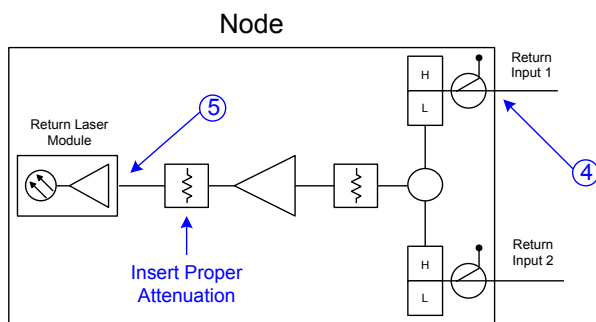 Node
H
L
Return
Input 1
5
4
Return Laser
Module
Insert Proper
Attenuation
H
L
Return
Input 2